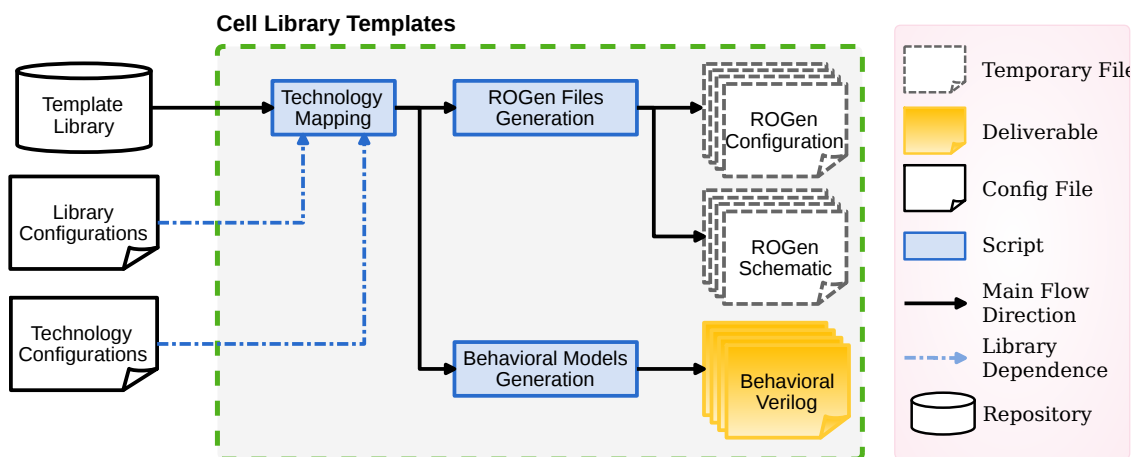 Cell Library Templates
Template
Library
Technology
Mapping
ROGen Files
Generation
ROGen
Configuration
Library
Configurations
ROGen
Schematic
Technology
Configurations
Behavioral Models
Generation
Behavioral
Verilog
Temporary File
Deliverable
Config File
Script
Main Flow
Direction
Library
Dependence
Repository